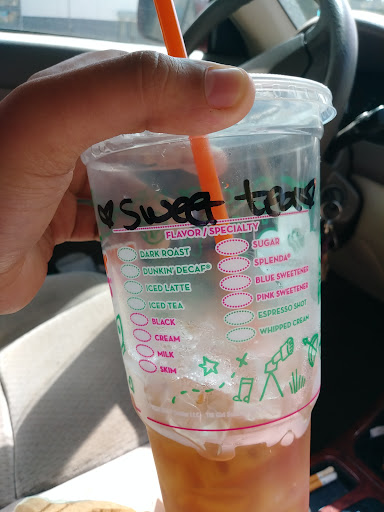 ♥ sweet tea ♥
FLAVOR / SPECIALTY
DARK ROAST
DUNKIN' DECAF®
ICED LATTE
ICED TEA
BLACK
CREAM
MILK
SKIM
SUGAR
SPLENDA®
BLUE SWEETENER
PINK SWEETENER
ESPRESSO SHOT
WHIPPED CREAM